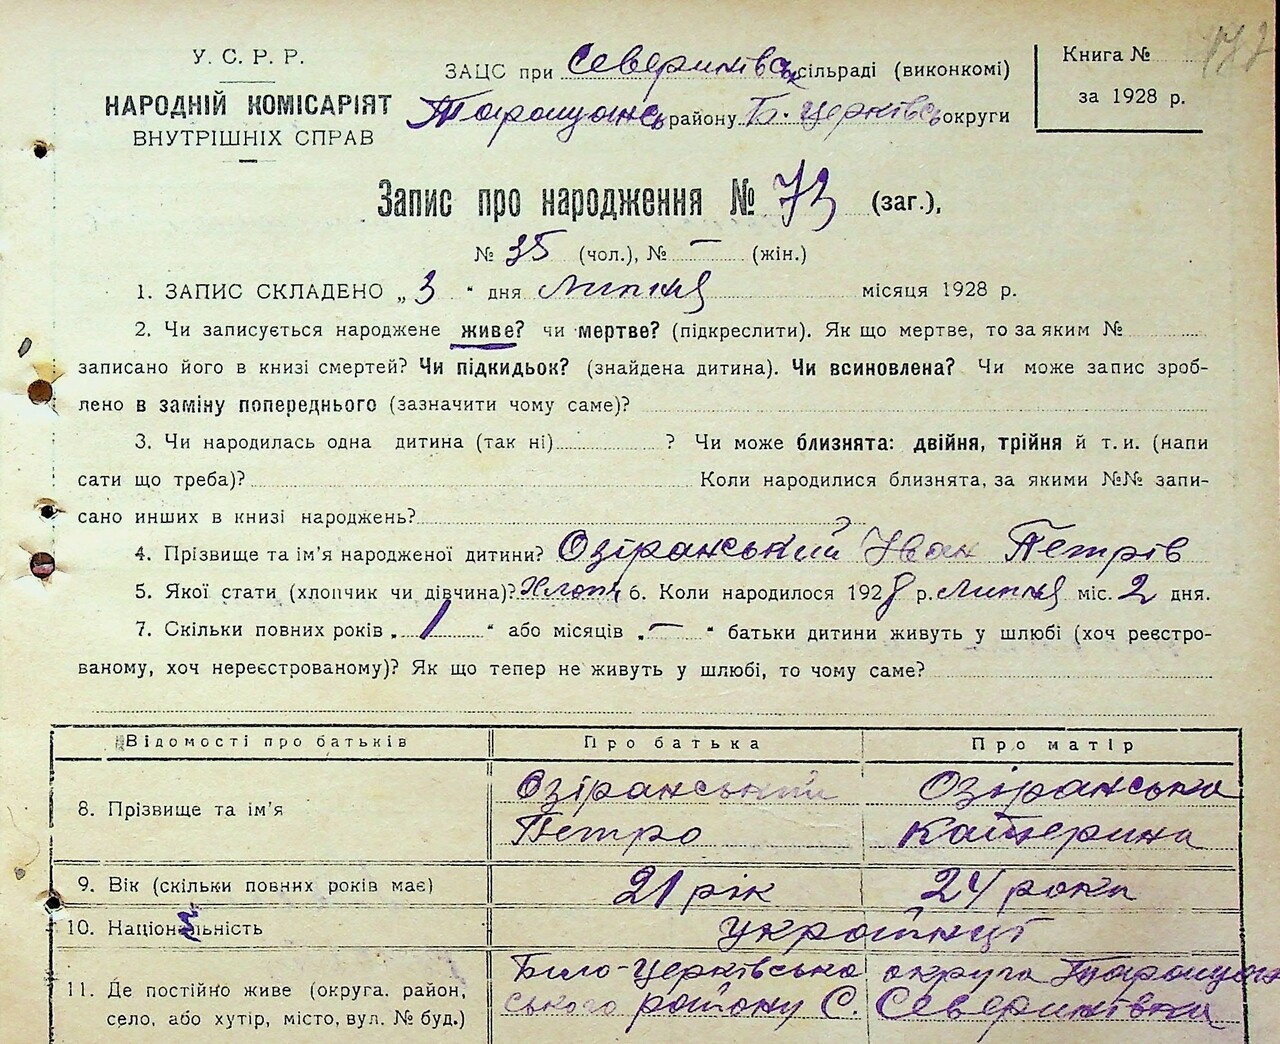 У. С. Р. Р.
НАРОДНІЙ КОМІСАРІЯТ
ВНУТРІШНІХ СПРАВ
ЗАЦС при Северинівсь сільраді (виконкомі)
Таращансь району Б. Церківсь округи
Книга №
за 1928 р.
Запис про народження № 73 (заг.),
№ 35 (чол.), № – (жін.)
1. ЗАПИС СКЛАДЕНО „ 3 " дня Липня місяця 1928 р.
2. Чи записується народжене живе? чи мертве? (підкреслити). Як що мертве, то за яким №
записано його в книзі смертей? Чи підкидьок? (знайдена дитина). Чи всиновлена? Чи може запис зроб-
лено в заміну попереднього (зазначити чому саме)?
3. Чи народилась одна дитина (так ні) ? Чи може близнята: двійня, трійня й т. и. (напи
сати що треба)? Коли народилися близнята, за якими №№ запи-
сано инших в книзі народжень?
4. Прізвище та ім'я народженої дитини? Озіранський Іван Петрів
5. Якої стати (хлопчик чи дівчина)? Хлопч 6. Коли народилося 1928 р. Липня міс. 2 дня.
7. Скільки повних років „ 1 " або місяців „ – " батьки дитини живуть у шлюбі (хоч реєстро-
ваному, хоч нереєстрованому)? Як що тепер не живуть у шлюбі, то чому саме?
Відомості про батьків Про батька Про матір
8. Прізвище та ім'я Озіранський Петро Озіранська Катерина
9. Вік (скільки повних років має) 21 рік 24 роки
10. Національність українці
11. Де постійно живе (округа, район, село, або хутір, місто, вул. № буд.) Біло-Церківська округа Таращан
ського району С. Северинівка